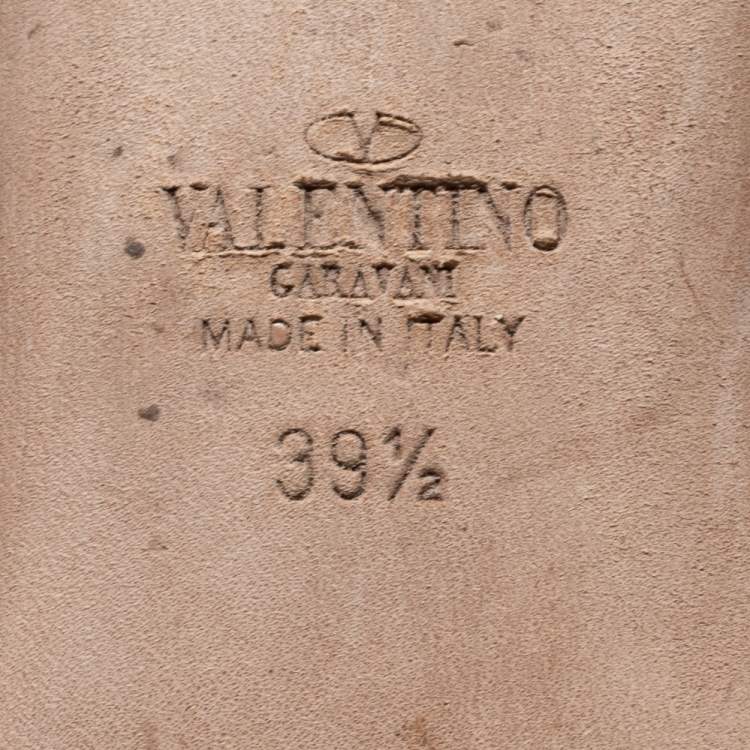 V
VALENTINO
GARAVANI
MADE IN ITALY
39½